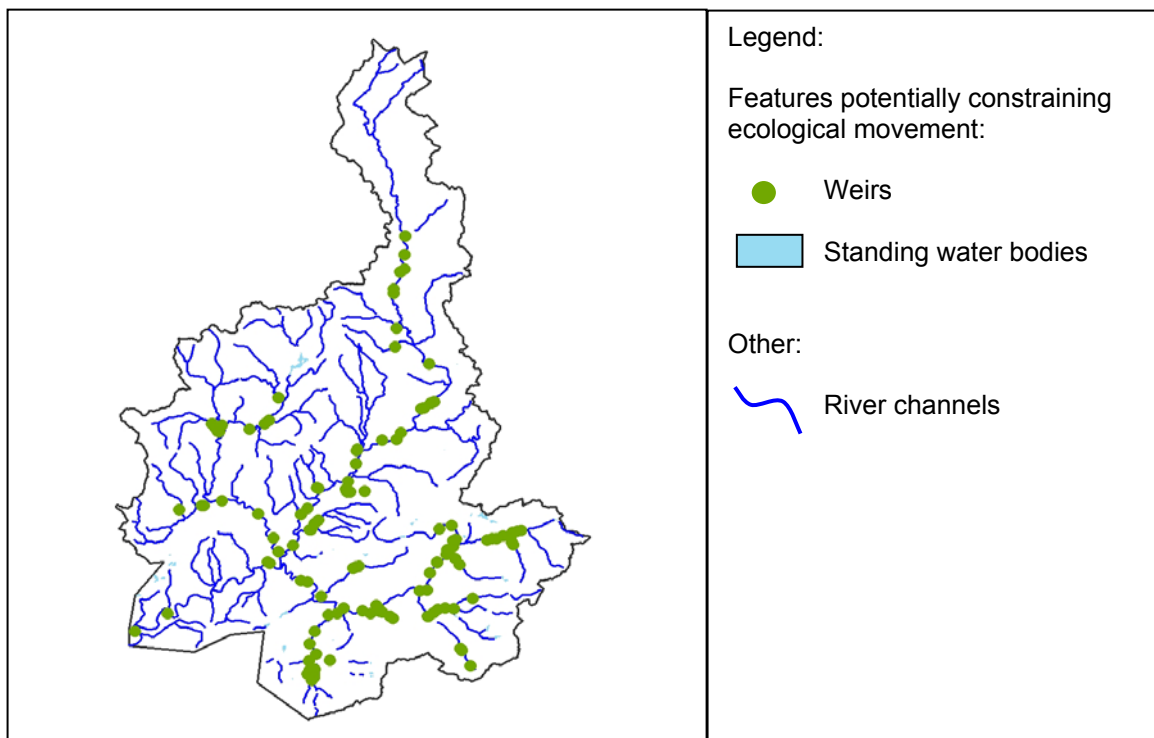 Legend:
Features potentially constraining
ecological movement:
Weirs
Standing water bodies
Other:
River channels